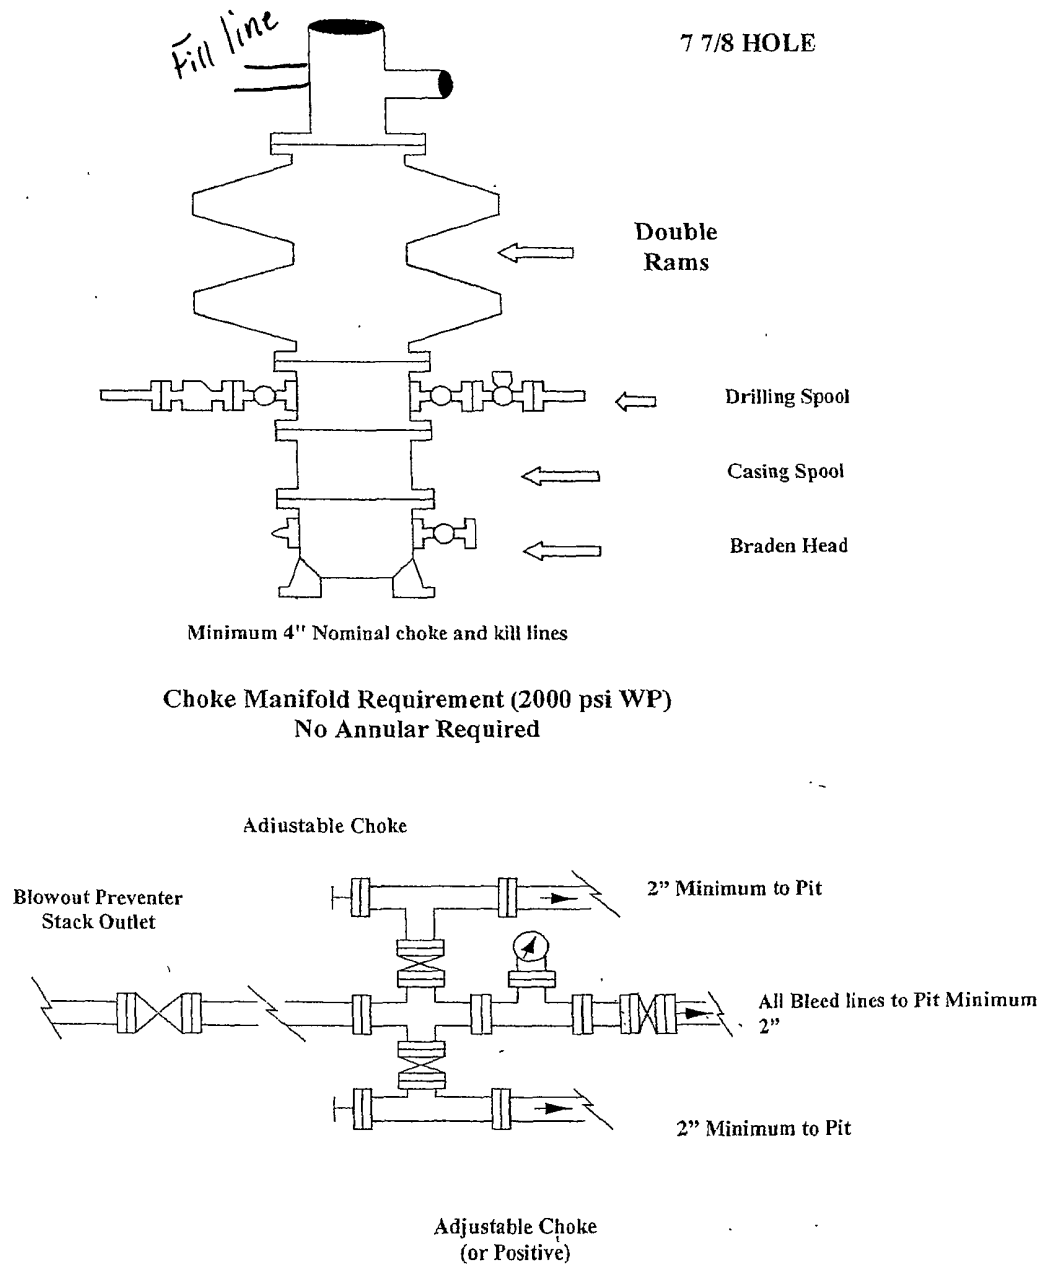 Fill line
7 7/8 HOLE
Double
Rams
Drilling Spool
Casing Spool
Braden Head
Minimum 4" Nominal choke and kill lines
Choke Manifold Requirement (2000 psi WP)
No Annular Required
Adjustable Choke
Blowout Preventer
Stack Outlet
2” Minimum to Pit
All Bleed lines to Pit Minimum
2”
2” Minimum to Pit
Adjustable Choke
(or Positive)